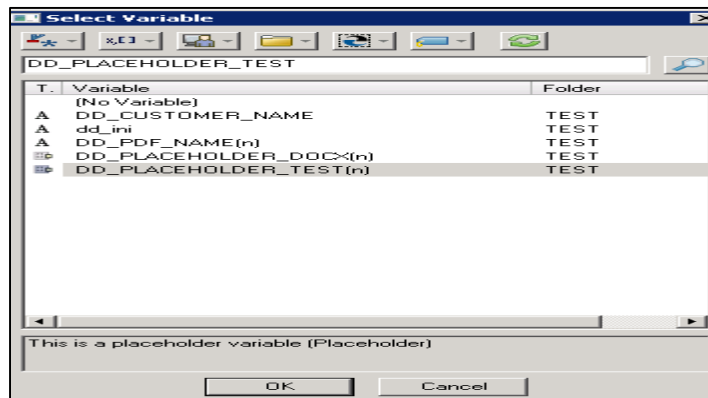 Select Variable
x,[]
DD_PLACEHOLDER_TEST
T. Variable Folder
(No Variable)
A DD_CUSTOMER_NAME TEST
A dd_ini TEST
A DD_PDF_NAME(n) TEST
DD_PLACEHOLDER_DOCX(n) TEST
DD_PLACEHOLDER_TEST(n) TEST
This is a placeholder variable (Placeholder)
OK Cancel